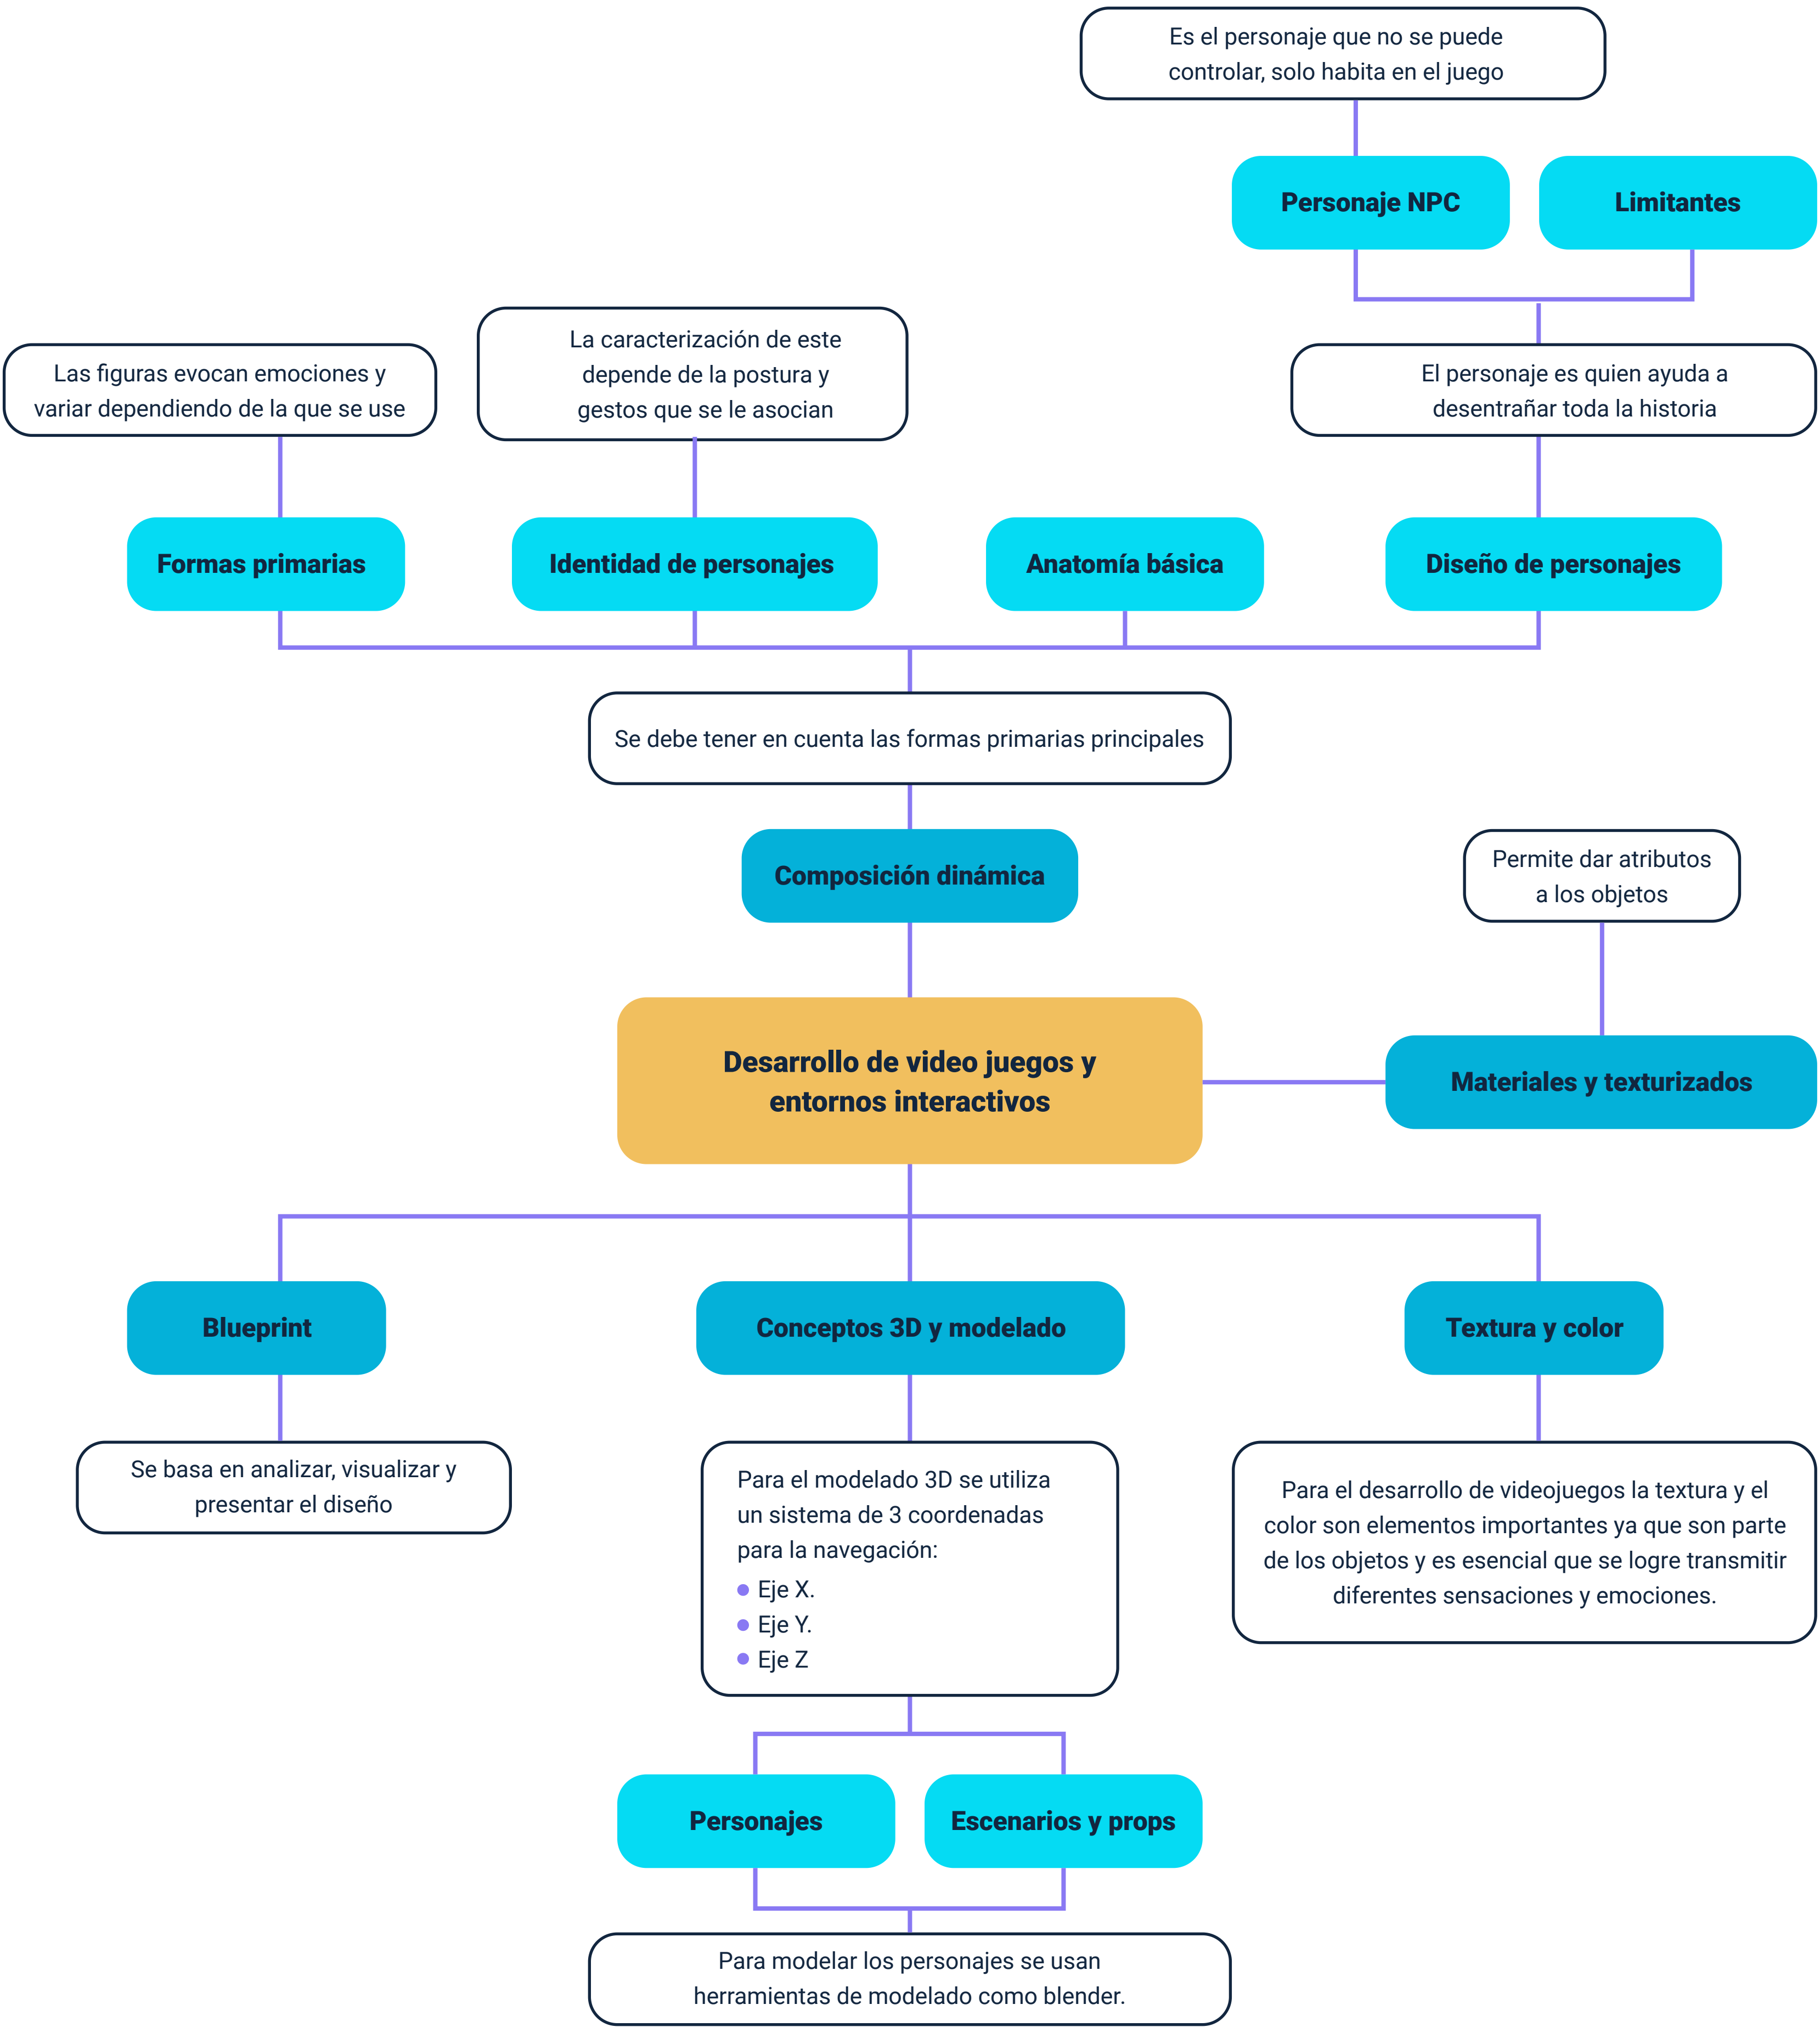 Es el personaje que no se puede
controlar, solo habita en el juego
Personaje NPC
Limitantes
Las figuras evocan emociones y
variar dependiendo de la que se use
La caracterización de este
depende de la postura y
gestos que se le asocian
El personaje es quien ayuda a
desentrañar toda la historia
Formas primarias
Identidad de personajes
Anatomía básica
Diseño de personajes
Se debe tener en cuenta las formas primarias principales
Composición dinámica
Permite dar atributos
a los objetos
Desarrollo de video juegos y
entornos interactivos
Materiales y texturizados
Blueprint
Conceptos 3D y modelado
Textura y color
Se basa en analizar, visualizar y
presentar el diseño
Para el modelado 3D se utiliza
un sistema de 3 coordenadas
para la navegación:
Eje X.
Eje Y.
Eje Z
Para el desarrollo de videojuegos la textura y el
color son elementos importantes ya que son parte
de los objetos y es esencial que se logre transmitir
diferentes sensaciones y emociones.
Personajes
Escenarios y props
Para modelar los personajes se usan
herramientas de modelado como blender.